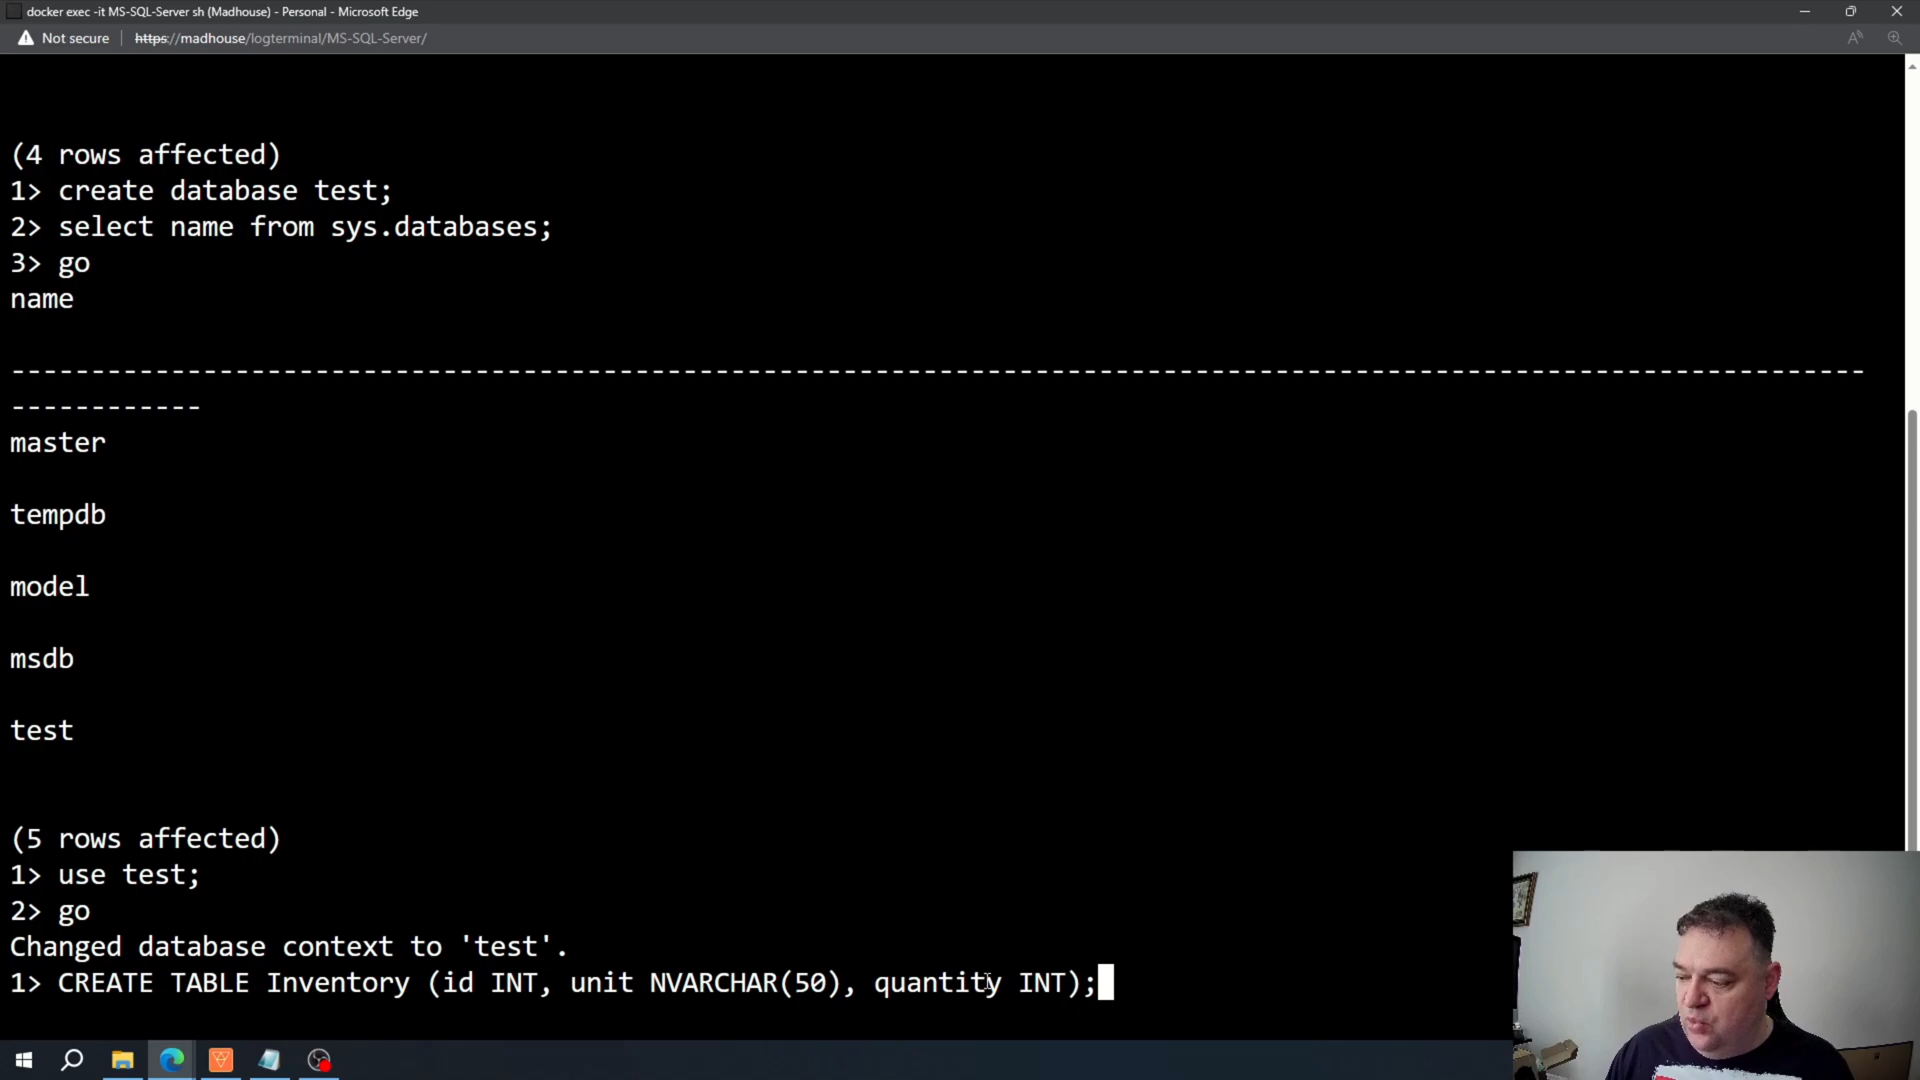 docker exec -it MS-SQL-Server sh (Madhouse) - Personal - Microsoft Edge
Not secure
https://madhouse/logterminal/MS-SQL-Server/
(4 rows affected)
1> create database test;
2> select name from sys.databases;
3> go
name
--------------------------------------------------------------------------------------------------------------------
------------
master
tempdb
model
msdb
test
(5 rows affected)
1> use test;
2> go
Changed database context to 'test'.
1> CREATE TABLE Inventory (id INT, unit NVARCHAR(50), quantity INT);